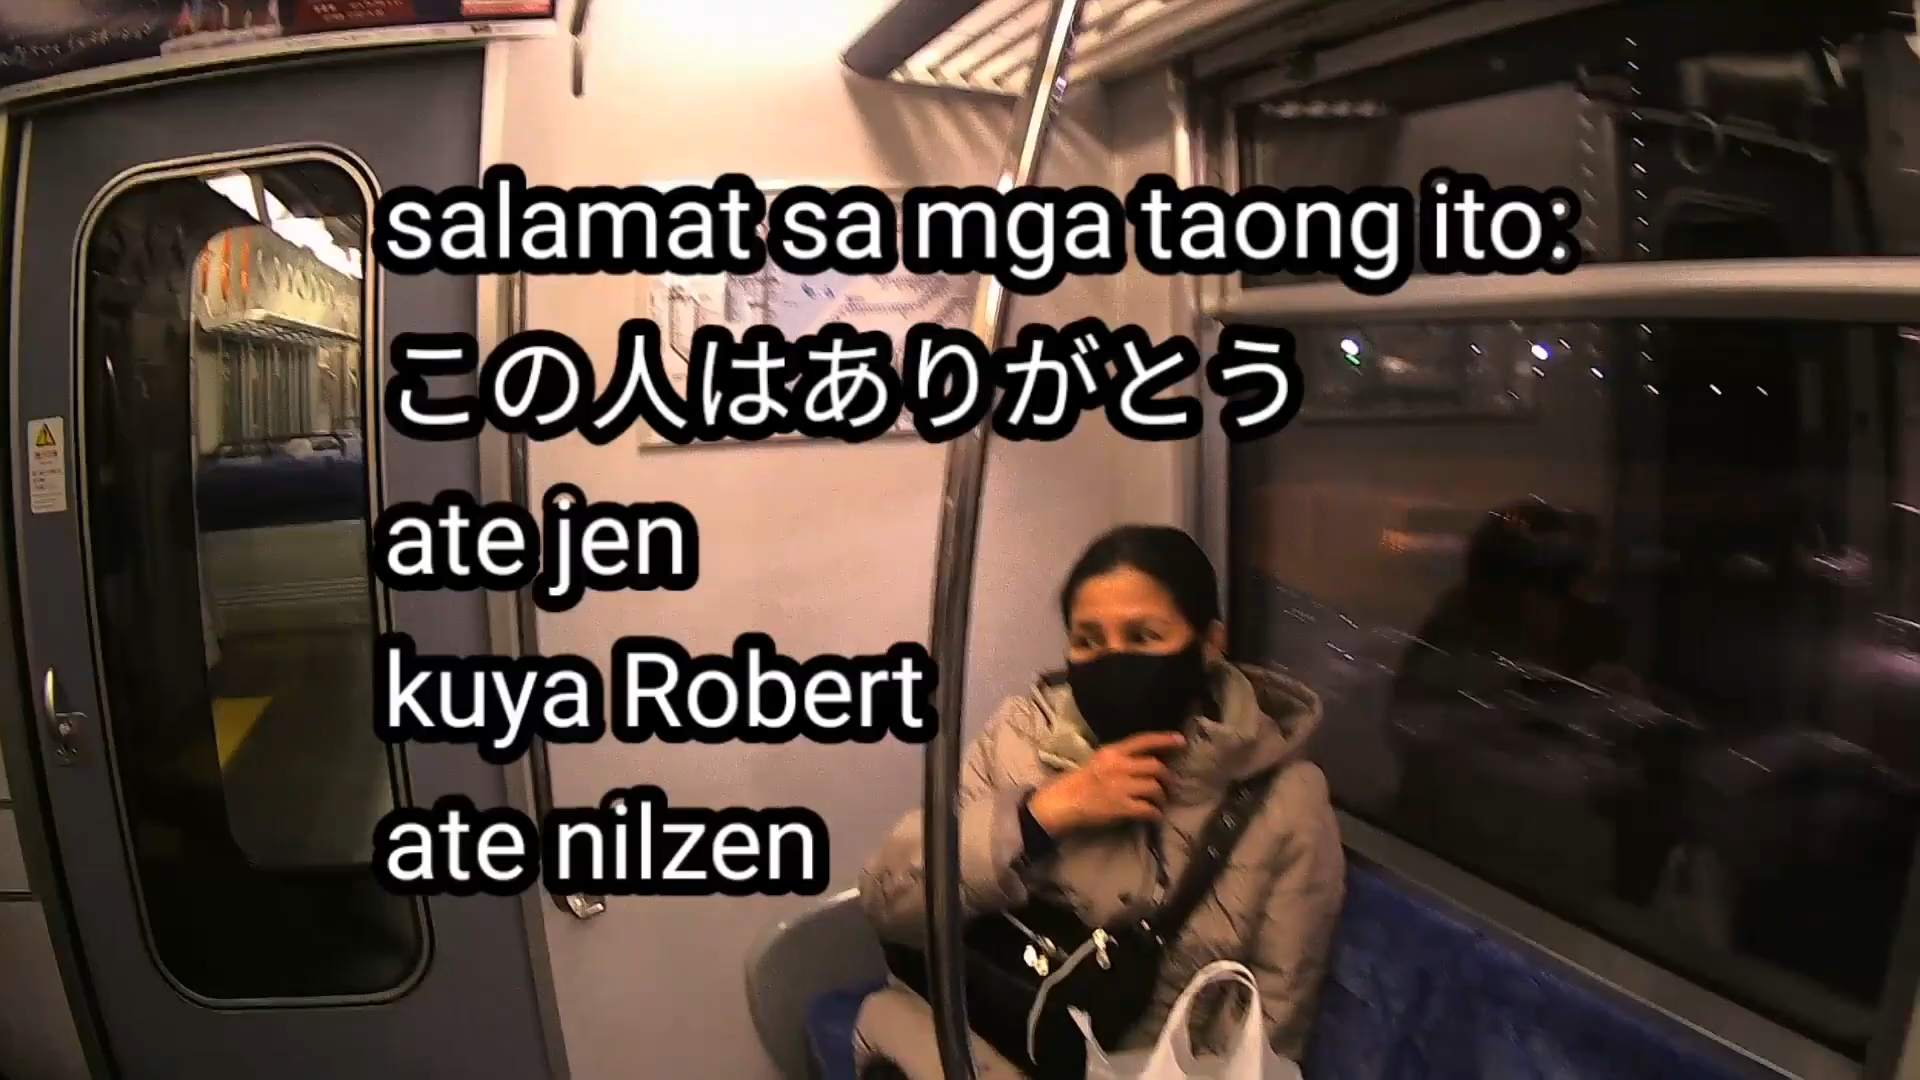 salamat sa mga taong ito:
この人はありがとう
ate jen
kuya Robert
ate nilzen